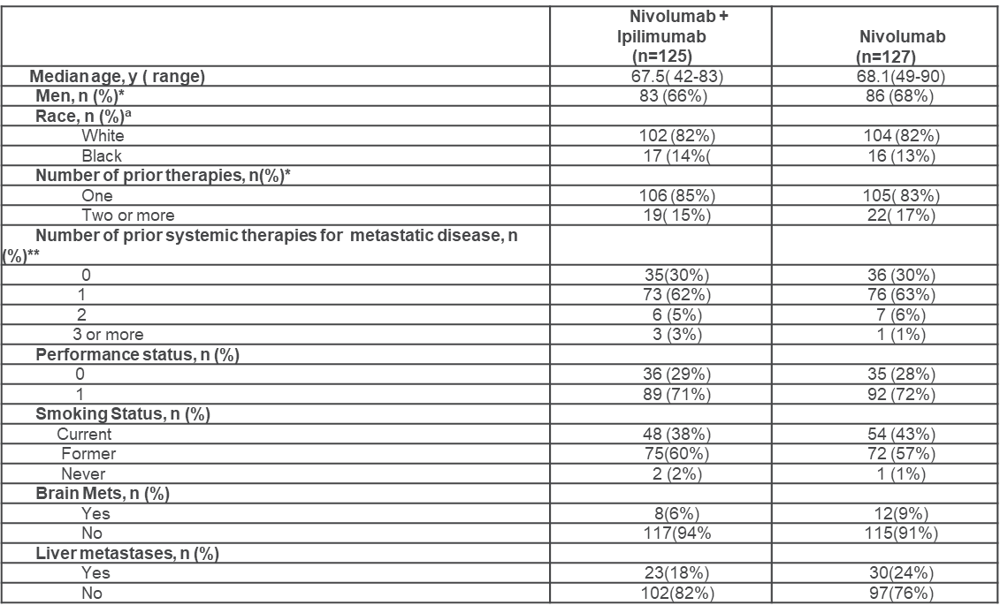 Nivolumab + Ipilimumab (n=125) Nivolumab (n=127)
Median age, y ( range) 67.5( 42-83) 68.1(49-90)
Men, n (%)* 83 (66%) 86 (68%)
Race, n (%)ª
White 102 (82%) 104 (82%)
Black 17 (14%( 16 (13%)
Number of prior therapies, n(%)*
One 106 (85%) 105( 83%)
Two or more 19( 15%) 22( 17%)
Number of prior systemic therapies for metastatic disease, n
(%)**
0 35(30%) 36 (30%)
1 73 (62%) 76 (63%)
2 6 (5%) 7 (6%)
3 or more 3 (3%) 1 (1%)
Performance status, n (%)
0 36 (29%) 35 (28%)
1 89 (71%) 92 (72%)
Smoking Status, n (%)
Current 48 (38%) 54 (43%)
Former 75(60%) 72 (57%)
Never 2 (2%) 1 (1%)
Brain Mets, n (%)
Yes 8(6%) 12(9%)
No 117(94% 115(91%)
Liver metastases, n (%)
Yes 23(18%) 30(24%)
No 102(82%) 97(76%)